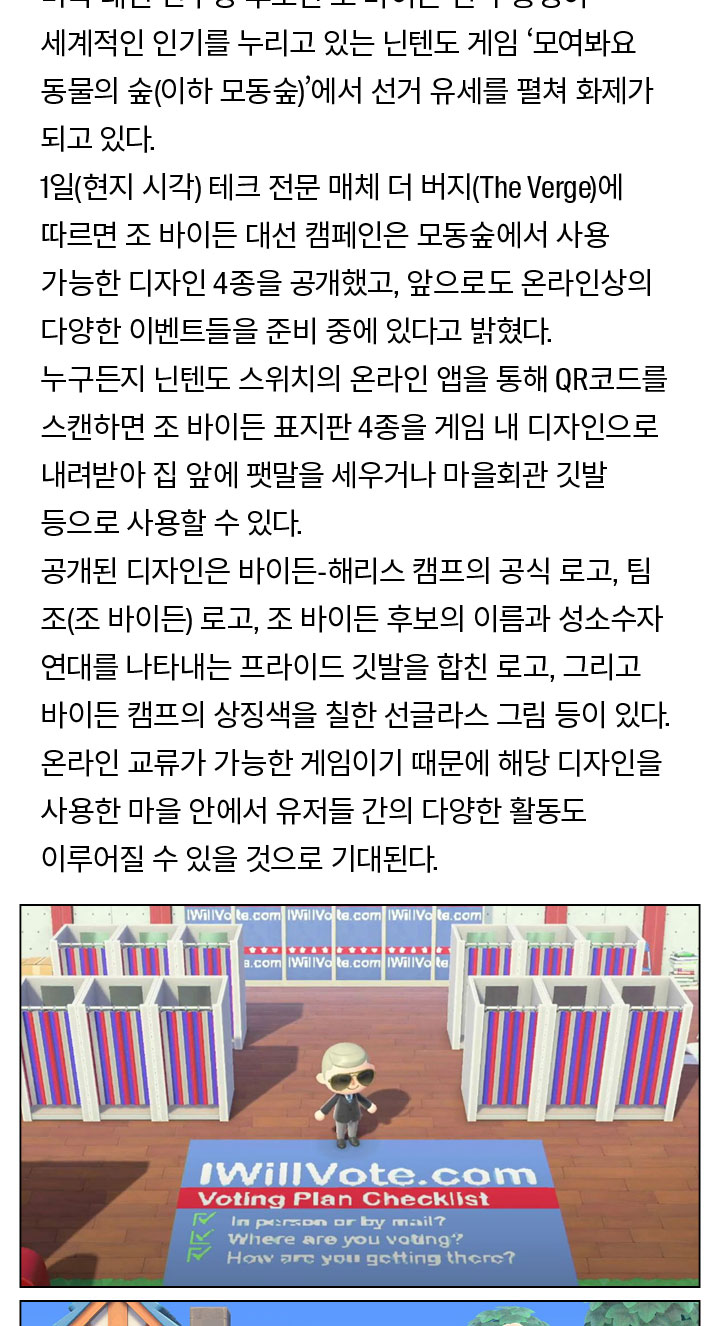 세계적인 인기를 누리고 있는 닌텐도 게임 ‘모여봐요
동물의 숲(이하 모동숲)’에서 선거 유세를 펼쳐 화제가
되고 있다.
1일(현지 시각) 테크 전문 매체 더 버지(The Verge)에
따르면 조 바이든 대선 캠페인은 모동숲에서 사용
가능한 디자인 4종을 공개했고, 앞으로도 온라인상의
다양한 이벤트들을 준비 중에 있다고 밝혔다.
누구든지 닌텐도 스위치의 온라인 앱을 통해 QR코드를
스캔하면 조 바이든 표지판 4종을 게임 내 디자인으로
내려받아 집 앞에 팻말을 세우거나 마을회관 깃발
등으로 사용할 수 있다.
공개된 디자인은 바이든-해리스 캠프의 공식 로고, 팀
조(조 바이든) 로고, 조 바이든 후보의 이름과 성소수자
연대를 나타내는 프라이드 깃발을 합친 로고, 그리고
바이든 캠프의 상징색을 칠한 선글라스 그림 등이 있다.
온라인 교류가 가능한 게임이기 때문에 해당 디자인을
사용한 마을 안에서 유저들 간의 다양한 활동도
이루어질 수 있을 것으로 기대된다.
IWillVote.com IWillVote.com IWillVote.com
a.com IWillVote.com IWillVote
IWillVote.com
Voting Plan Checklist
In person or by mail?
Where are you voting?
How are you getting there?